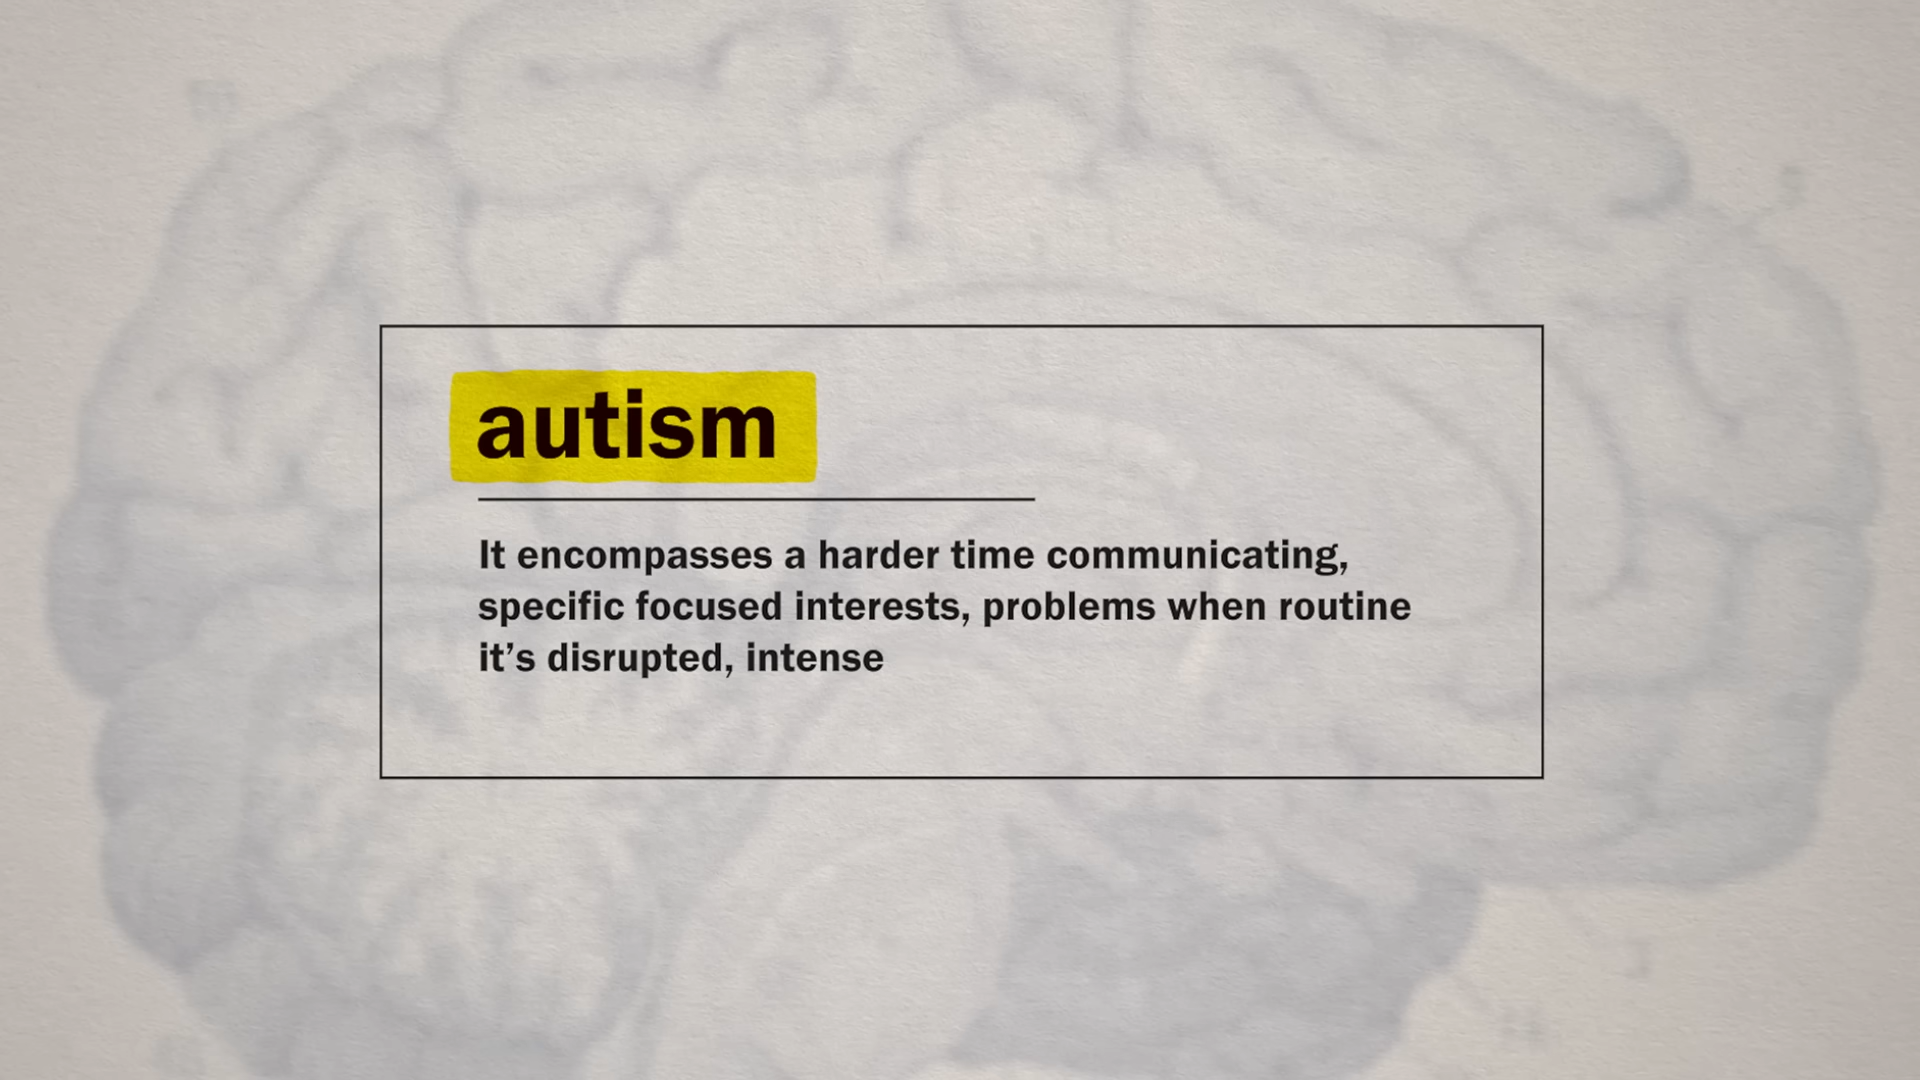 autism
It encompasses a harder time communicating,
specific focused interests, problems when routine
it’s disrupted, intense